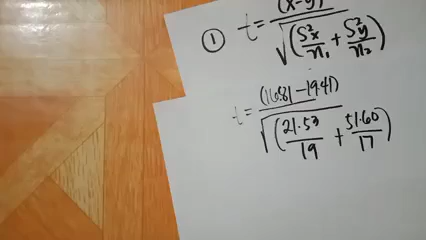 ① t = (x-y) / √(S²x/n₁ + S²y/n₂)
t = (16.81 - 19.41) / √(21.53/19 + 51.60/17)